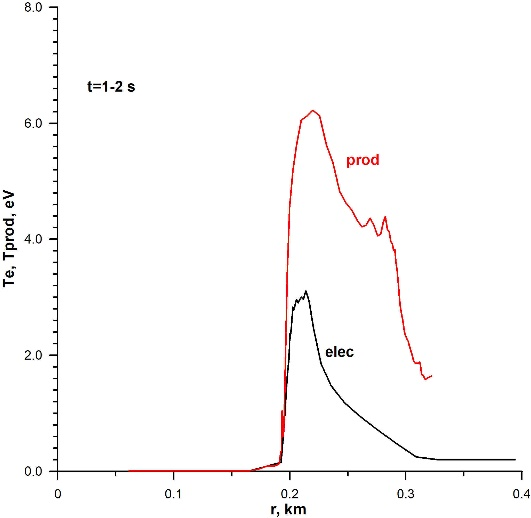 8.0
t=1-2 s
6.0
prod
Te, Tprod, eV
4.0
elec
2.0
0.0
0 0.1 0.2 0.3 0.4
r, km